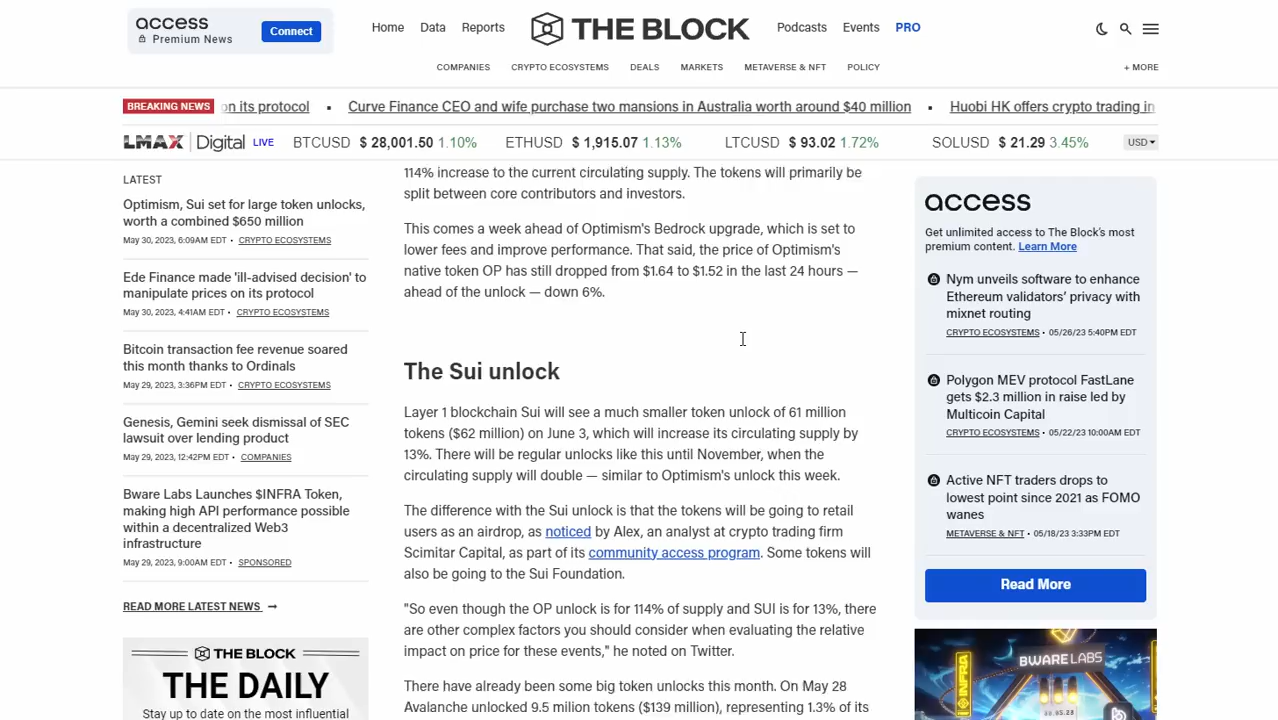 access
Premium News
Connect
Home
Data
Reports
THE BLOCK
Podcasts
Events
PRO
COMPANIES
CRYPTO ECOSYSTEMS
DEALS
MARKETS
METAVERSE & NFT
POLICY
+ MORE
BREAKING NEWS
on its protocol
Curve Finance CEO and wife purchase two mansions in Australia worth around $40 million
Huobi HK offers crypto trading in
LMAX Digital LIVE
BTCUSD $ 28,001.50 1.10%
ETHUSD $ 1,915.07 1.13%
LTCUSD $ 93.02 1.72%
SOLUSD $ 21.29 3.45%
USD
LATEST
Optimism, Sui set for large token unlocks,
worth a combined $650 million
May 30, 2023, 6:09AM EDT • CRYPTO ECOSYSTEMS
Ede Finance made 'ill-advised decision' to
manipulate prices on its protocol
May 30, 2023, 4:41AM EDT • CRYPTO ECOSYSTEMS
Bitcoin transaction fee revenue soared
this month thanks to Ordinals
May 29, 2023, 3:36PM EDT • CRYPTO ECOSYSTEMS
Genesis, Gemini seek dismissal of SEC
lawsuit over lending product
May 29, 2023, 12:42PM EDT • COMPANIES
Bware Labs Launches $INFRA Token,
making high API performance possible
within a decentralized Web3
infrastructure
May 29, 2023, 9:00AM EDT • SPONSORED
READ MORE LATEST NEWS →
THE BLOCK
THE DAILY
Stay up to date on the most influential
114% increase to the current circulating supply. The tokens will primarily be
split between core contributors and investors.
This comes a week ahead of Optimism's Bedrock upgrade, which is set to
lower fees and improve performance. That said, the price of Optimism's
native token OP has still dropped from $1.64 to $1.52 in the last 24 hours —
ahead of the unlock — down 6%.
The Sui unlock
Layer 1 blockchain Sui will see a much smaller token unlock of 61 million
tokens ($62 million) on June 3, which will increase its circulating supply by
13%. There will be regular unlocks like this until November, when the
circulating supply will double — similar to Optimism's unlock this week.
The difference with the Sui unlock is that the tokens will be going to retail
users as an airdrop, as noticed by Alex, an analyst at crypto trading firm
Scimitar Capital, as part of its community access program. Some tokens will
also be going to the Sui Foundation.
"So even though the OP unlock is for 114% of supply and SUI is for 13%, there
are other complex factors you should consider when evaluating the relative
impact on price for these events," he noted on Twitter.
There have already been some big token unlocks this month. On May 28
Avalanche unlocked 9.5 milion tokens ($139 million), representing 1.3% of its
access
Get unlimited access to The Block's most
premium content. Learn More
Nym unveils software to enhance
Ethereum validators' privacy with
mixnet routing
CRYPTO ECOSYSTEMS • 05/26/23 5:40PM EDT
Polygon MEV protocol FastLane
gets $2.3 million in raise led by
Multicoin Capital
CRYPTO ECOSYSTEMS • 05/22/23 10:00AM EDT
Active NFT traders drops to
lowest point since 2021 as FOMO
wanes
METAVERSE & NFT • 05/18/23 3:33PM EDT
Read More
BWARE LABS
INFRA
30.05.23